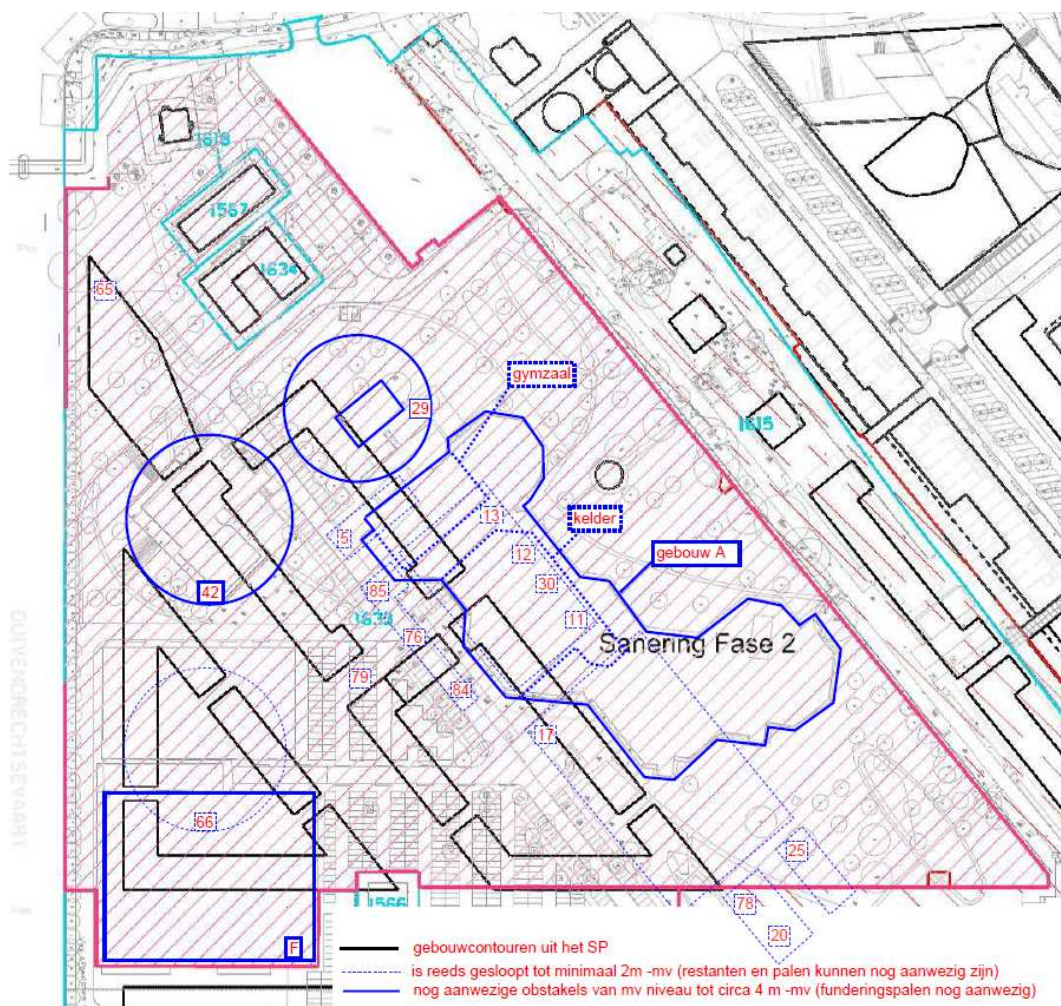 1618
1567
1634
65
gymzaal
29
1615
13
kelder
5
12
gebouw A
30
42
85
11
1639
76
Sanering Fase 2
79
84
17
66
DUIVENDRECHTSEVAART
25
1566
78
20
F
gebouwcontouren uit het SP
is reeds gesloopt tot minimaal 2m -mv (restanten en palen kunnen nog aanwezig zijn)
nog aanwezige obstakels van mv niveau tot circa 4 m -mv (funderingspalen nog aanwezig)